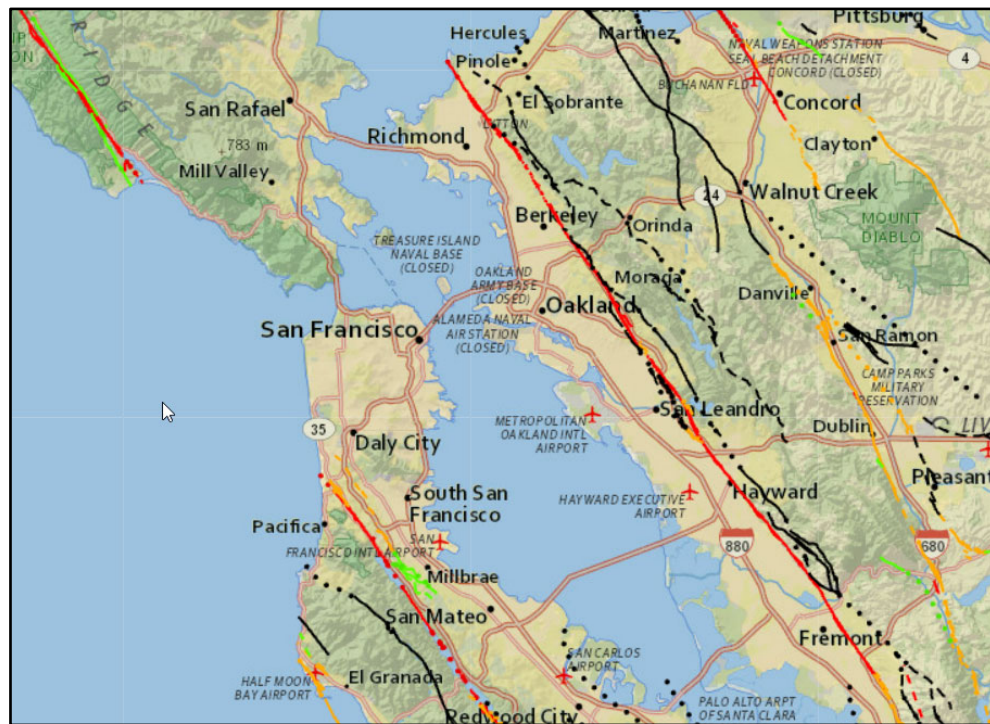 Pittsburg
Hercules
Martinez
NAVAL WEAPONS STATION
SEAL BEACH DETACHMENT
CONCORD (CLOSED)
4
Pinole
BUCHANAN FLD
Concord
El Sobrante
San Rafael
RIDGE
Richmond
Clayton
783 m
Mill Valley
Walnut Creek
24
Berkeley
Orinda
MOUNT
DIABLO
TREASURE ISLAND
NAVAL BASE
(CLOSED)
OAKLAND
ARMY BASE
(CLOSED)
Moraga
Danville
Oakland
San Francisco
ALAMEDA NAVAL
AIR STATION
(CLOSED)
San Ramon
CAMP PARKS
MILITARY
RESERVATION
San Leandro
METROPOLITAN
OAKLAND INTL
AIRPORT
Dublin
LIV
35
Daly City
Pleasant
Hayward
South San
Francisco
HAYWARD EXECUTIVE
AIRPORT
Pacifica
SAN
FRANCISCO INTL AIRPORT
880
680
Millbrae
San Mateo
Fremont
SAN CARLOS
AIRPORT
HALF MOON
BAY AIRPORT
El Granada
PALO ALTO ARPT
OF SANTA CLARA
Redwood City